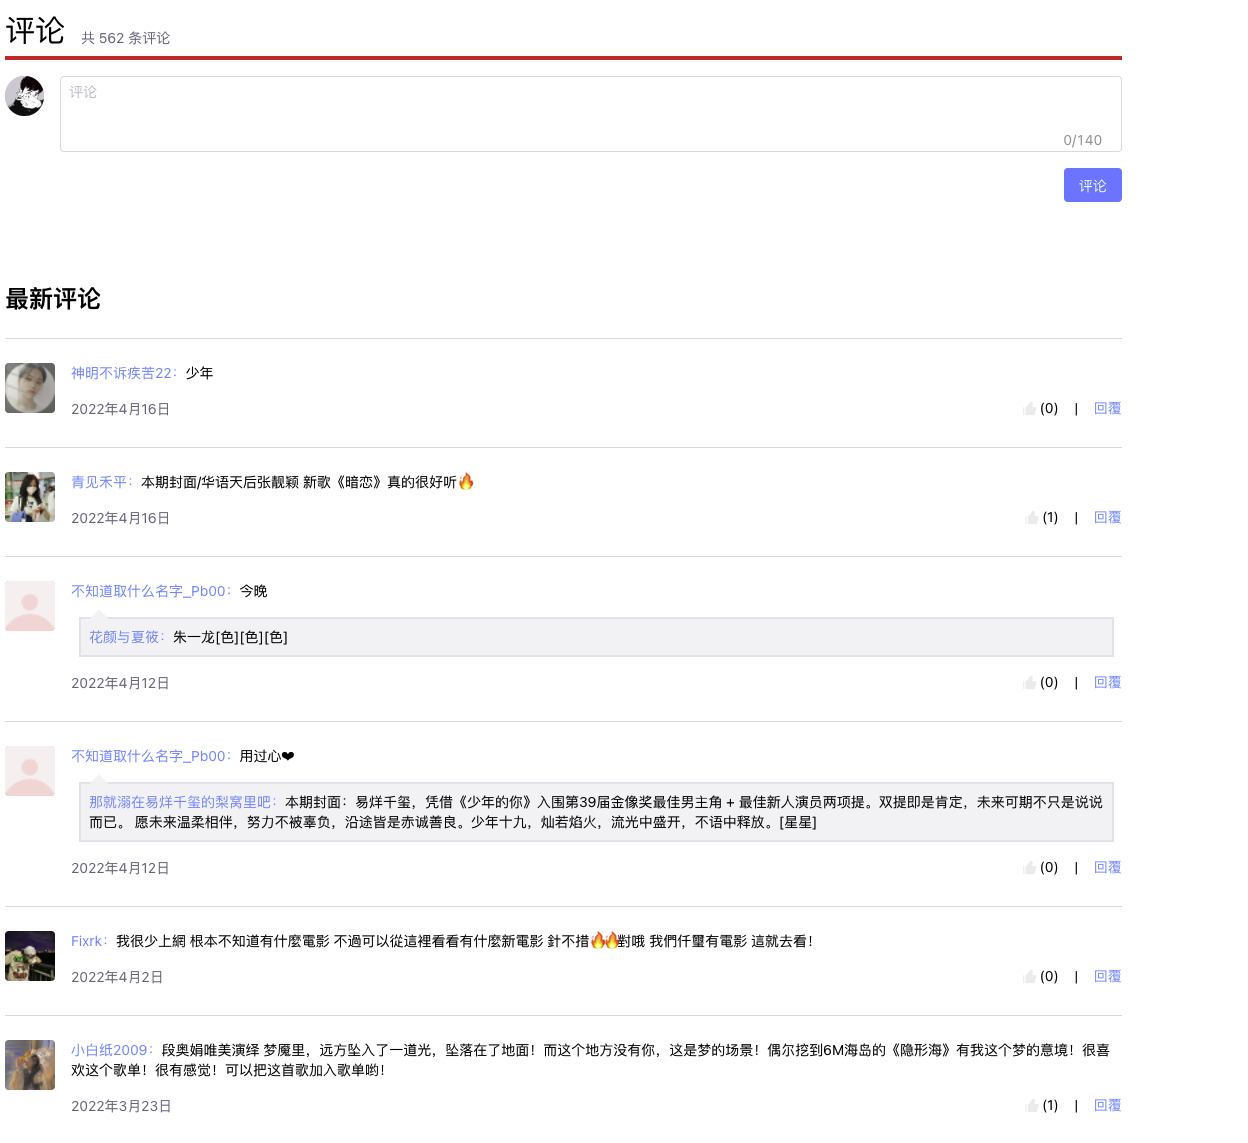 评论 共 562 条评论
评论
0/140
评论
最新评论
神明不诉疾苦22：少年
2022年4月16日 (0) | 回覆
青见禾平：本期封面/华语天后张靓颖 新歌《暗恋》真的很好听🔥
2022年4月16日 (1) | 回覆
不知道取什么名字_Pb00：今晚
花颜与夏筱：朱一龙[色][色][色]
2022年4月12日 (0) | 回覆
不知道取什么名字_Pb00：用过心❤
那就溺在易烊千玺的梨窝里吧：本期封面：易烊千玺，凭借《少年的你》入围第39届金像奖最佳男主角 + 最佳新人演员两项提。双提即是肯定，未来可期不只是说说
而已。 愿未来温柔相伴，努力不被辜负，沿途皆是赤诚善良。少年十九，灿若焰火，流光中盛开，不语中释放。[星星]
2022年4月12日 (0) | 回覆
Fixrk：我很少上網 根本不知道有什麼電影 不過可以從這裡看看有什麼新電影 針不措🔥🔥對哦 我們仟璽有電影 這就去看！
2022年4月2日 (0) | 回覆
小白纸2009：段奥娟唯美演绎 梦魇里，远方坠入了一道光，坠落在了地面！而这个地方没有你，这是梦的场景！偶尔挖到6M海岛的《隐形海》有我这个梦的意境！很喜
欢这个歌单！很有感觉！可以把这首歌加入歌单哟！
2022年3月23日 (1) | 回覆